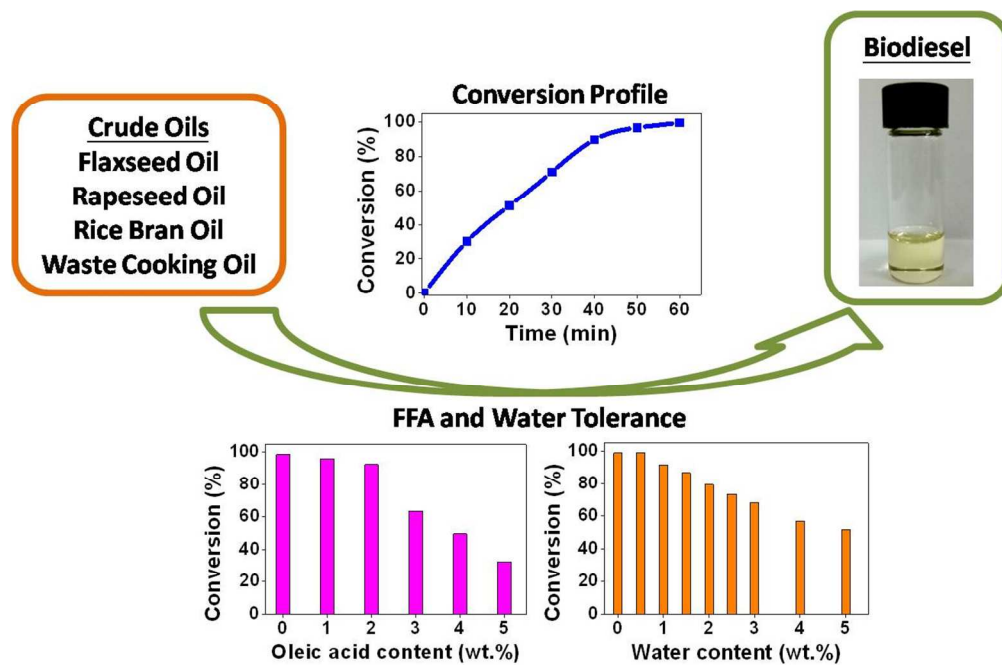 Crude Oils
Flaxseed Oil
Rapeseed Oil
Rice Bran Oil
Waste Cooking Oil
Conversion Profile
Conversion (%)
100
80
60
40
20
0
0 10 20 30 40 50 60
Time (min)
Biodiesel
FFA and Water Tolerance
Conversion (%)
100
80
60
40
20
0
0 1 2 3 4 5
Oleic acid content (wt.%)
Conversion (%)
100
80
60
40
20
0
0 1 2 3 4 5
Water content (wt.%)